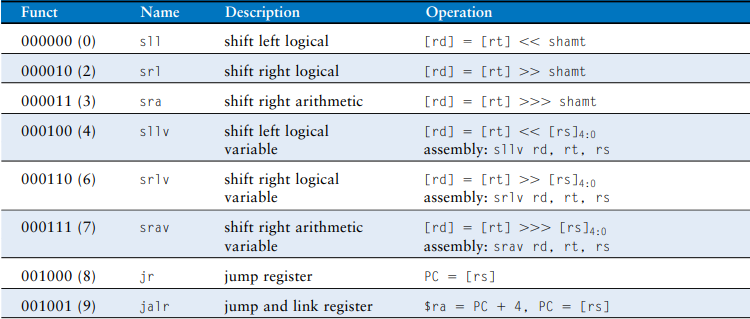 Funct Name Description Operation
000000 (0) sll shift left logical [rd] = [rt] << shamt
000010 (2) srl shift right logical [rd] = [rt] >> shamt
000011 (3) sra shift right arithmetic [rd] = [rt] >>> shamt
000100 (4) sllv shift left logical [rd] = [rt] << [rs]4:0
variable assembly: sllv rd, rt, rs
000110 (6) srlv shift right logical [rd] = [rt] >> [rs]4:0
variable assembly: srlv rd, rt, rs
000111 (7) srav shift right arithmetic [rd] = [rt] >>> [rs]4:0
variable assembly: srav rd, rt, rs
001000 (8) jr jump register PC = [rs]
001001 (9) jalr jump and link register $ra = PC + 4, PC = [rs]